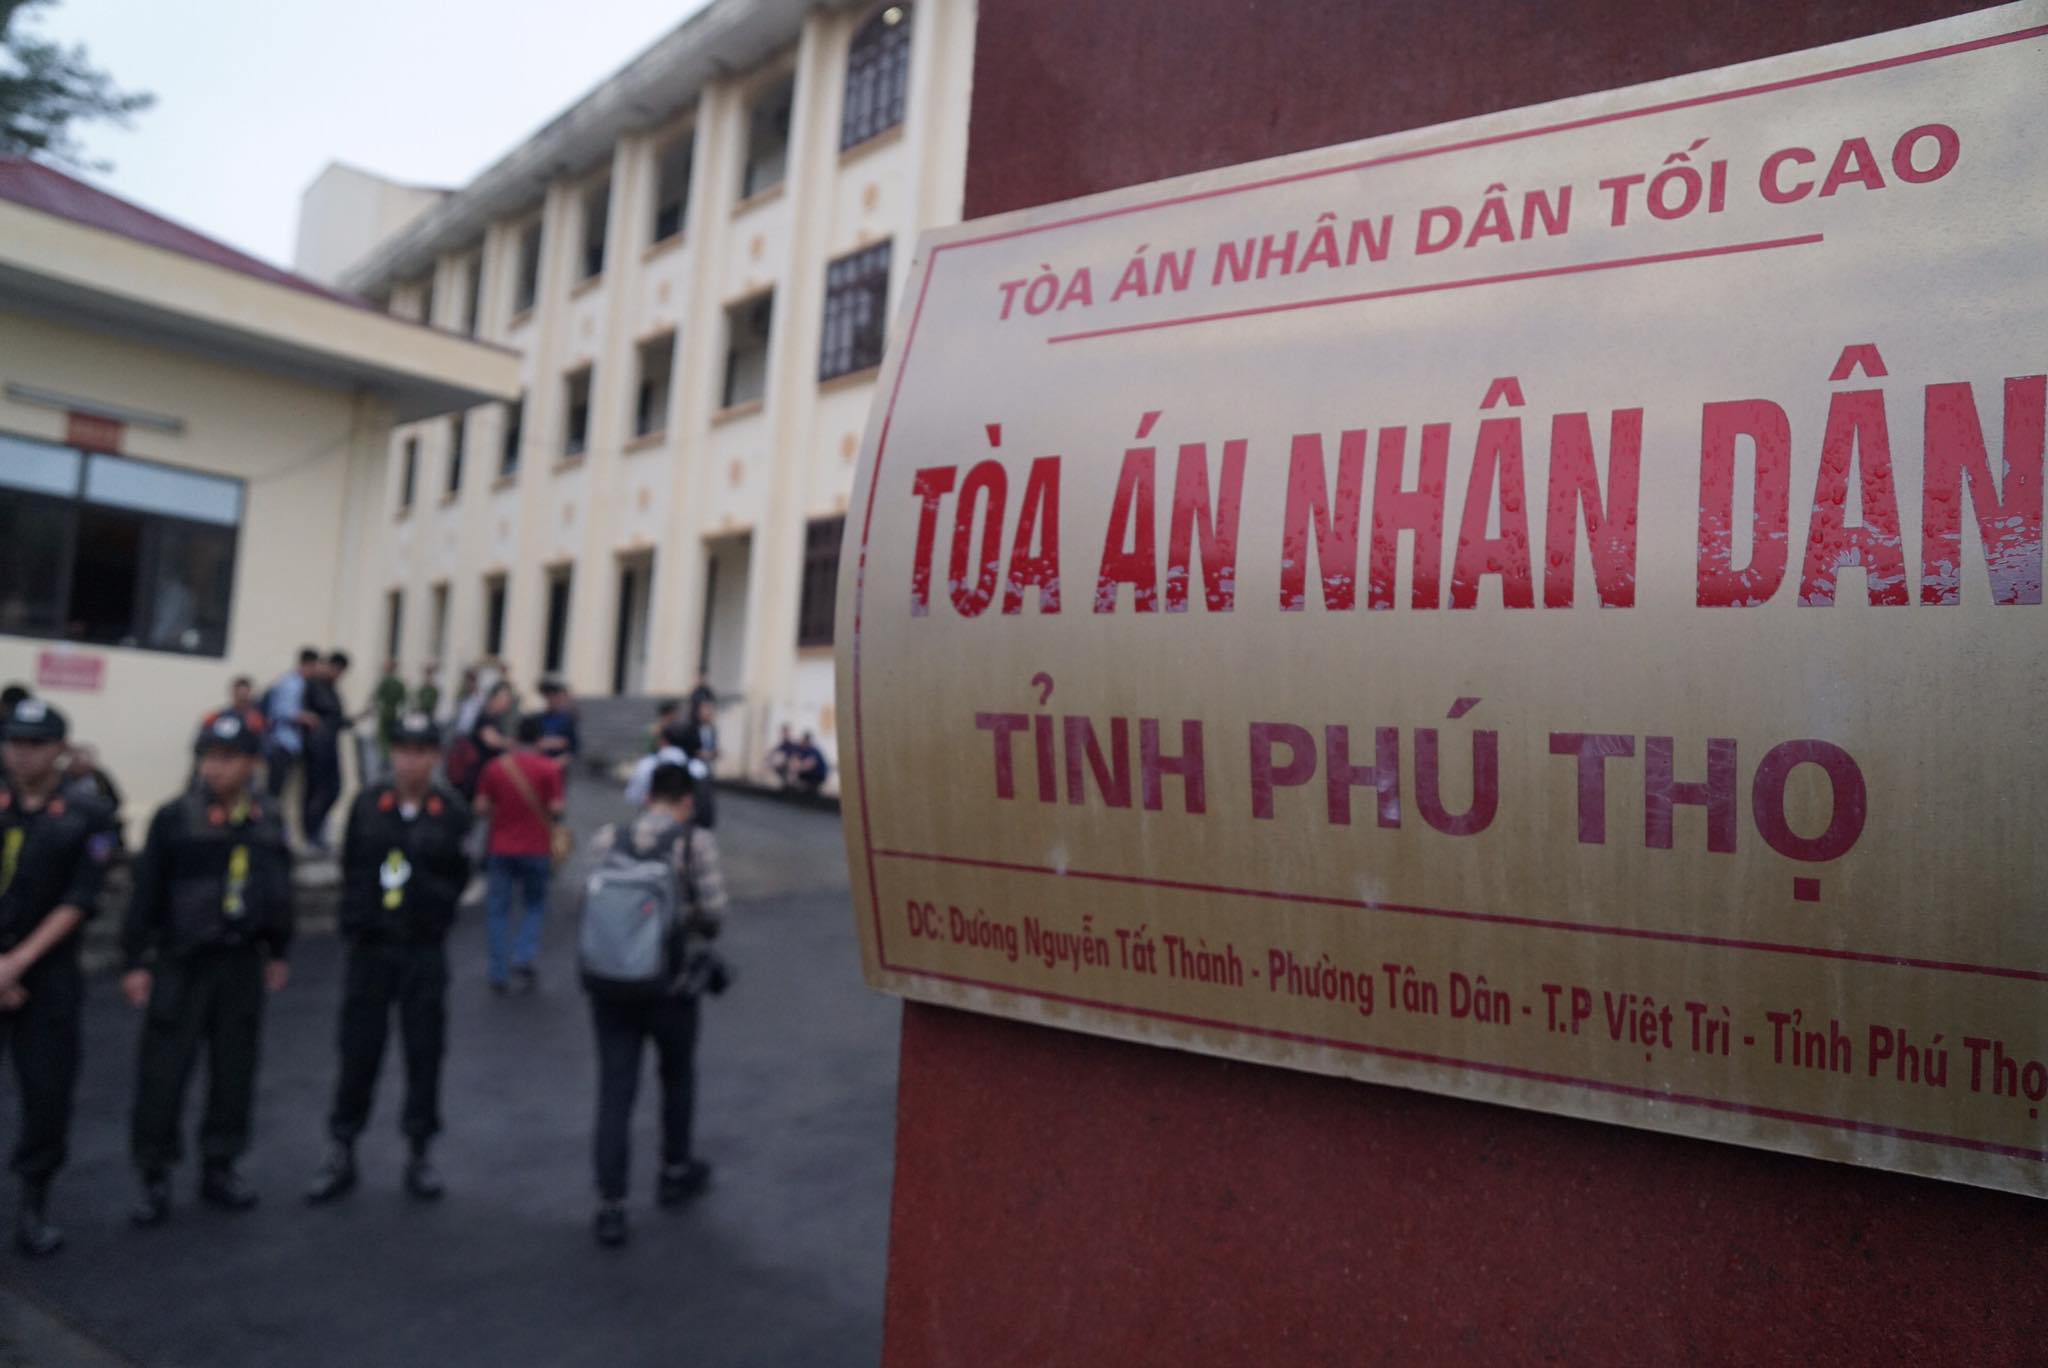 TÒA ÁN NHÂN DÂN TỐI CAO
TÒA ÁN NHÂN DÂN
TỈNH PHÚ THỌ
ĐC: Đường Nguyễn Tất Thành - Phường Tân Dân - T.P Việt Trì - Tỉnh Phú Thọ